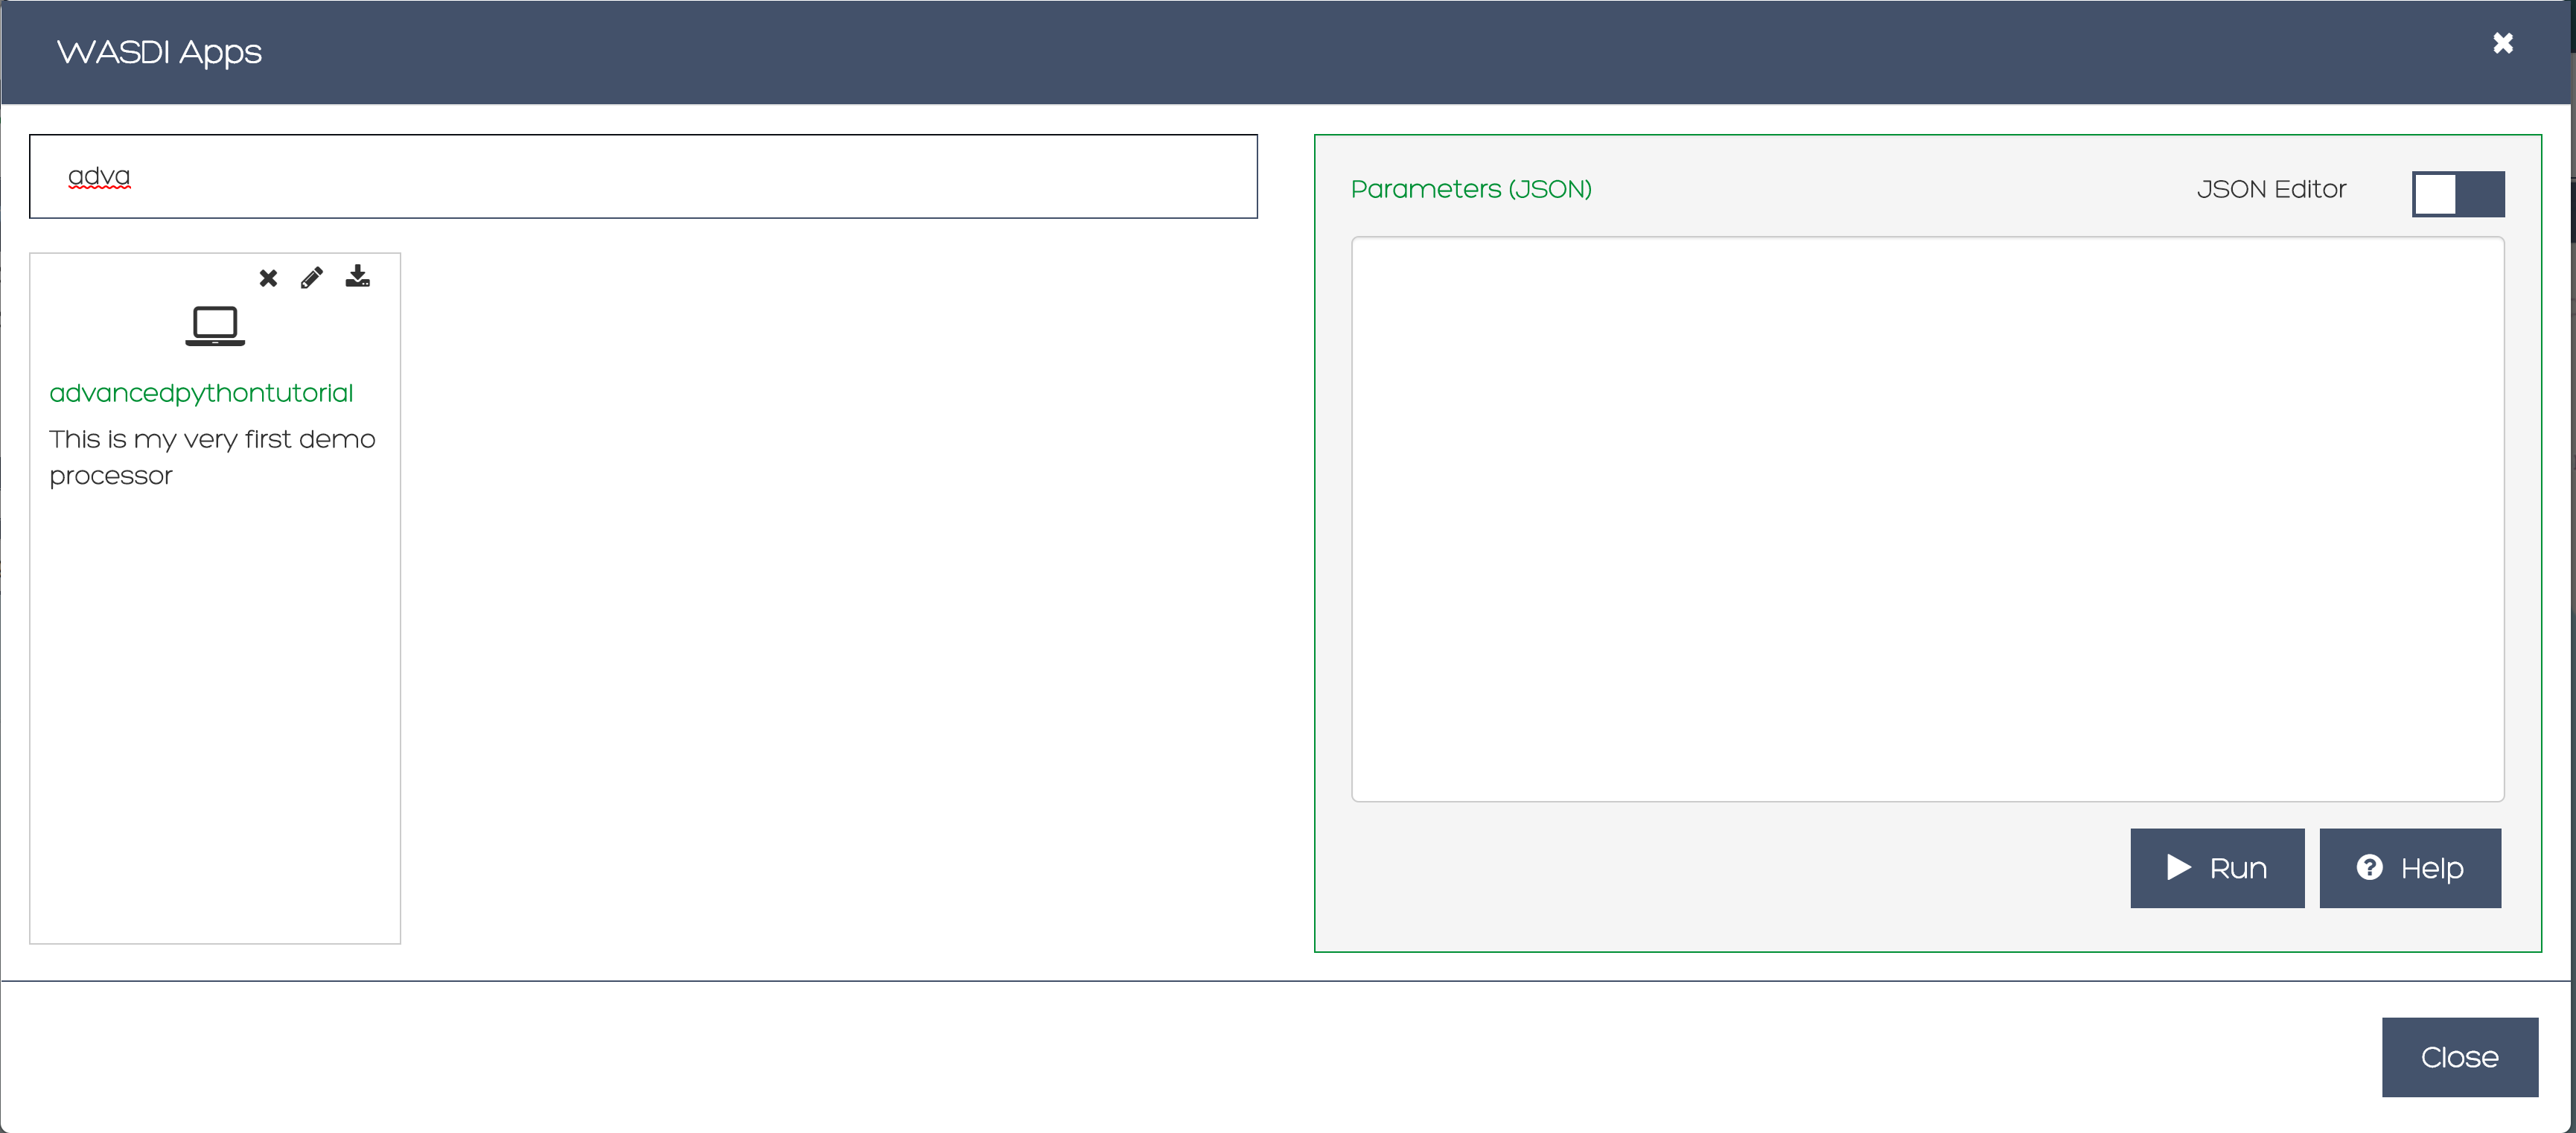 WASDI Apps
adva
advancedpythontutorial
This is my very first demo
processor
Parameters (JSON)
JSON Editor
Run
Help
Close